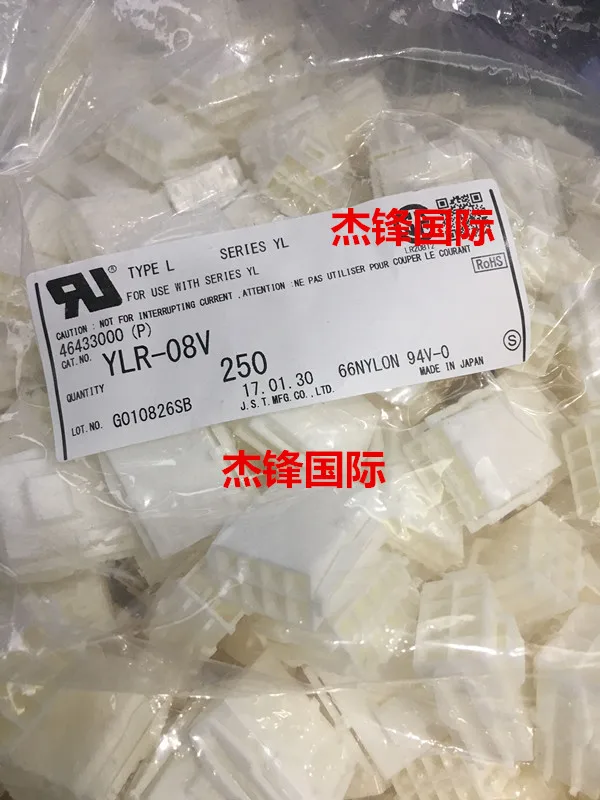 TYPE L SERIES YL
FOR USE WITH SERIES YL
CAUTION : NOT FOR INTERRUPTING CURRENT .ATTENTION :NE PAS UTILISER POUR COUPER LE COURANT
46433000 (P)
CAT.NO. YLR-08V
QUANTITY 250
LOT.NO. G010826SB
17.01.30
J.S.T.MFG.CO.,LTD.
66NYLON 94V-0
MADE IN JAPAN
LR20812
RoHS
S
杰锋国际
杰锋国际